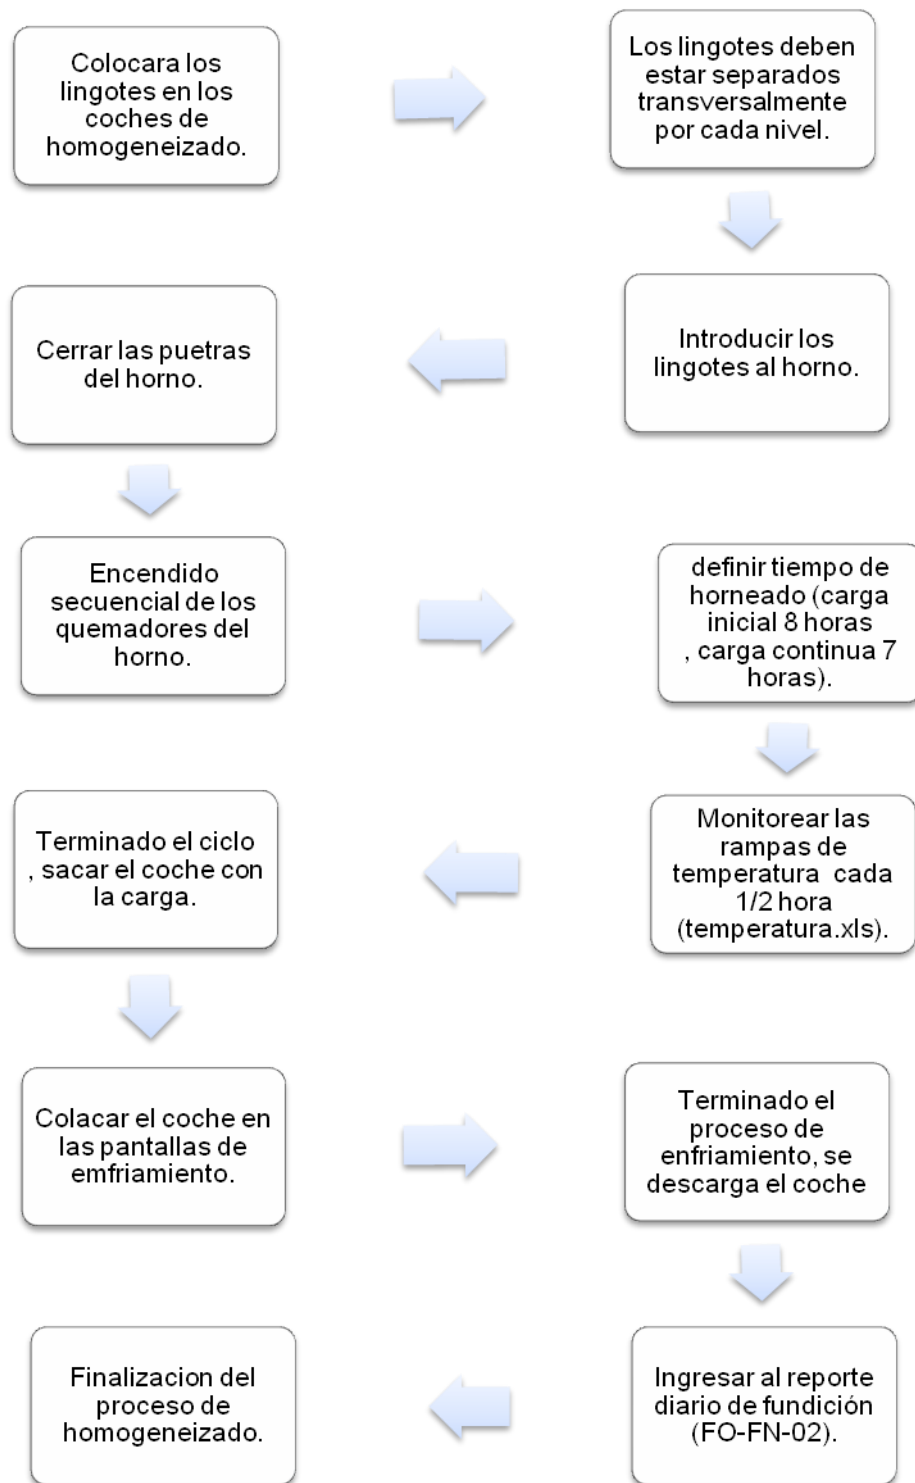 Colocara los
lingotes en los
coches de
homogeneizado.
Los lingotes deben
estar separados
transversalmente
por cada nivel.
Introducir los
lingotes al horno.
Cerrar las puetras
del horno.
Encendido
secuencial de los
quemadores del
horno.
definir tiempo de
horneado (carga
inicial 8 horas
, carga continua 7
horas).
Monitorear las
rampas de
temperatura cada
1/2 hora
(temperatura.xls).
Terminado el ciclo
, sacar el coche con
la carga.
Colacar el coche en
las pantallas de
emfriamiento.
Terminado el
proceso de
enfriamiento, se
descarga el coche
Ingresar al reporte
diario de fundición
(FO-FN-02).
Finalizacion del
proceso de
homogeneizado.